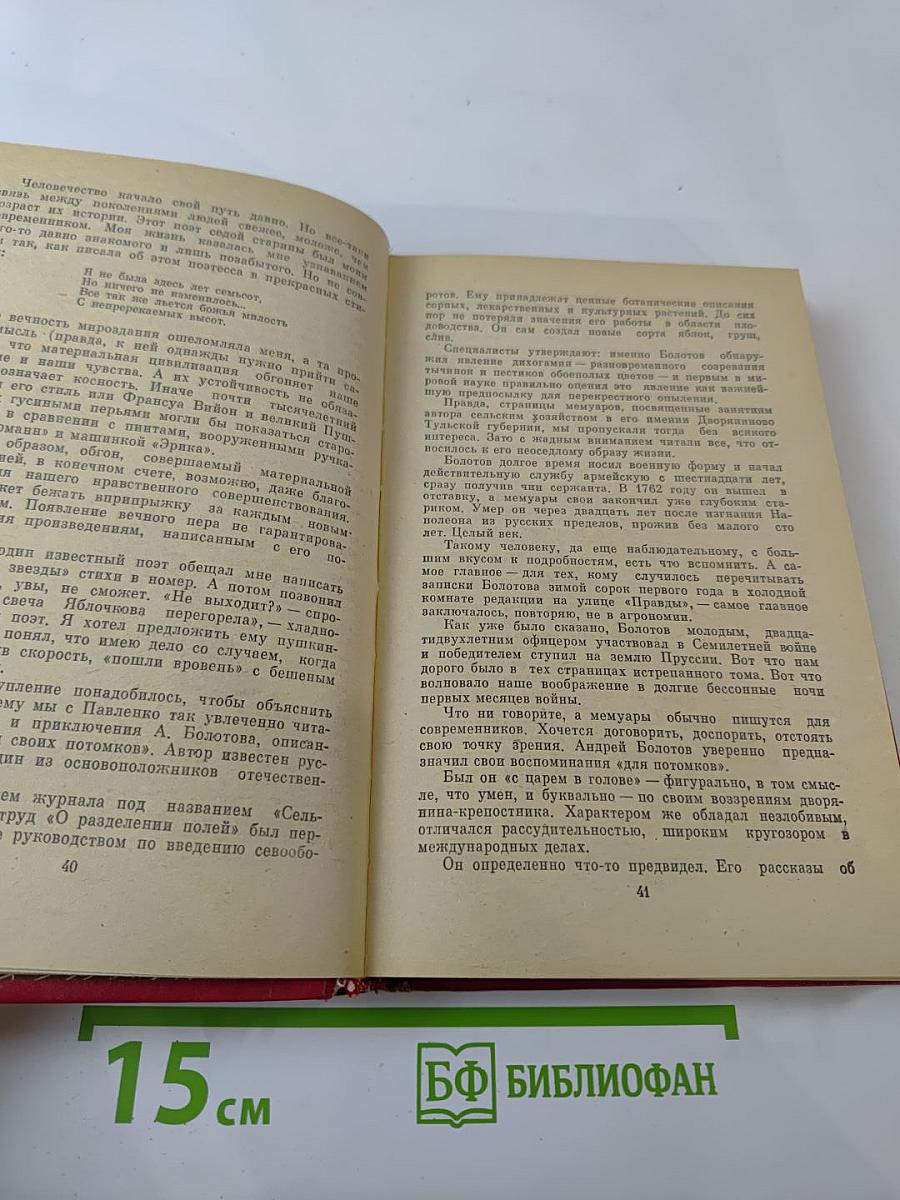 Человечество начало свой путь давно. Но все-таки
связь между поколениями людей свежее, моложе, чем
возраст их истории. Этот поэт седой старины был моим
временником. Моя жизнь казалась мне узнаванием
го-то давно знакомого и лишь позабытого. Но не сов-
м так, как писала об этом поэтесса в прекрасных сти-
Я не была здесь лет семьсот,
Но ничего не изменилось...
Все так же льется божья милость
С непререкаемых высот.
вечность мироздания ошеломляла меня, а та про-
мысль (правда, к ней однажды нужно прийти са-
что материальная цивилизация обгоняет наше
ие и наши чувства. А их устойчивость не обяза-
означает косность. Иначе почти тысячелетний
и его стиль или Франсуа Вийон и великий Пуш-
гусиными перьями могли бы показаться старо-
в сравнении с пиитами, вооруженными ручка-
рманн» и машинкой «Эрика».
образом, обгон, совершаемый материальной
ией, в конечном счете, возможно, даже благо-
ля нашего нравственного совершенствования.
жет бежать вприпрыжку за каждым новым-
м. Появление вечного пера не гарантирова-
ия произведениям, написанным с его по-
один известный поэт обещал мне написать
звезды» стихи в номер. А потом позвонил
, увы, не сможет. «Не выходит?» — спро-
свеча Яблочкова перегорела», — хладно-
поэт. Я хотел предложить ему пушкин-
понял, что имею дело со случаем, когда
в скорость, «пошли вровень» с бешеным
упление понадобилось, чтобы объяснить
ему мы с Павленко так увлеченно чита-
и приключения А. Болотова, описан-
я своих потомков». Автор известен рус-
дин из основоположников отечествен-
ем журнала под названием «Сель-
труд «О разделении полей» был пер-
е руководством по введению севообо-
40
ротов. Ему принадлежат ценные ботанические описания
сорных, лекарственных и культурных растений. До сих
пор не потеряли значения его работы в области пло-
доводства. Он сам создал новые сорта яблок, груш,
слив.
Специалисты утверждают: именно Болотов обнару-
жил явление дихогамии — разновременного созревания
тычинок и пестиков обоеполых цветов — и первым в ми-
ровой науке правильно оценил это явление как важней-
шую предпосылку для перекрестного опыления.
Правда, страницы мемуаров, посвященные занятиям
автора сельским хозяйством в его имении Дворяниново
Тульской губернии, мы пропускали тогда без всякого
интереса. Зато с жадным вниманием читали все, что от-
носилось к его неоседлому образу жизни.
Болотов долгое время носил военную форму и начал
действительную службу армейскую с шестнадцати лет,
сразу получив чин сержанта. В 1762 году он вышел в
отставку, а мемуары свои закончил уже глубоким ста-
риком. Умер он через двадцать лет после изгнания На-
полеона из русских пределов, прожив без малого сто
лет. Целый век.
Такому человеку, да еще наблюдательному, с боль-
шим вкусом к подробностям, есть что вспомнить. А са-
мое главное — для тех, кому случилось перечитывать
записки Болотова зимой сорок первого года в холодной
комнате редакции на улице «Правды», — самое главное
заключалось, повторяю, не в агрономии.
Как уже было сказано, Болотов молодым, двадца-
тидвухлетним офицером участвовал в Семилетней войне
и победителем ступил на землю Пруссии. Вот что нам
дорого было в тех страницах истрепанного тома. Вот что
волновало наше воображение в долгие бессонные ночи
первых месяцев войны.
Что ни говорите, а мемуары обычно пишутся для
современников. Хочется договорить, доспорить, отстоять
свою точку зрения. Андрей Болотов уверенно предна-
значил свои воспоминания «для потомков».
Был он «с царем в голове» — фигурально, в том смыс-
ле, что умен, и буквально — по своим воззрениям дворя-
нина-крепостника. Характером же обладал незлобивым,
отличался рассудительностью, широким кругозором в
международных делах.
Он определенно что-то предвидел. Его рассказы об
41
15 см
БФ БИБЛИОФАН